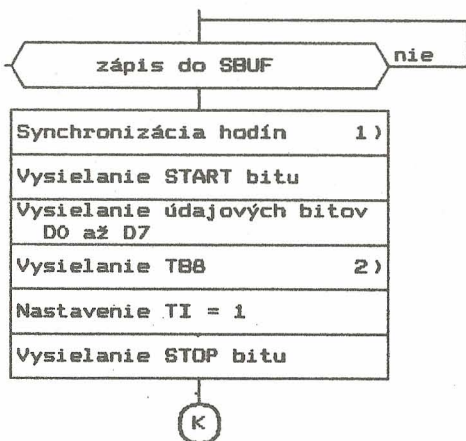 zápis do SBUF
nie
Synchronizácia hodín 1)
Vysielanie START bitu
Vysielanie údajových bitov
D0 až D7
Vysielanie TB8 2)
Nastavenie TI = 1
Vysielanie STOP bitu
K